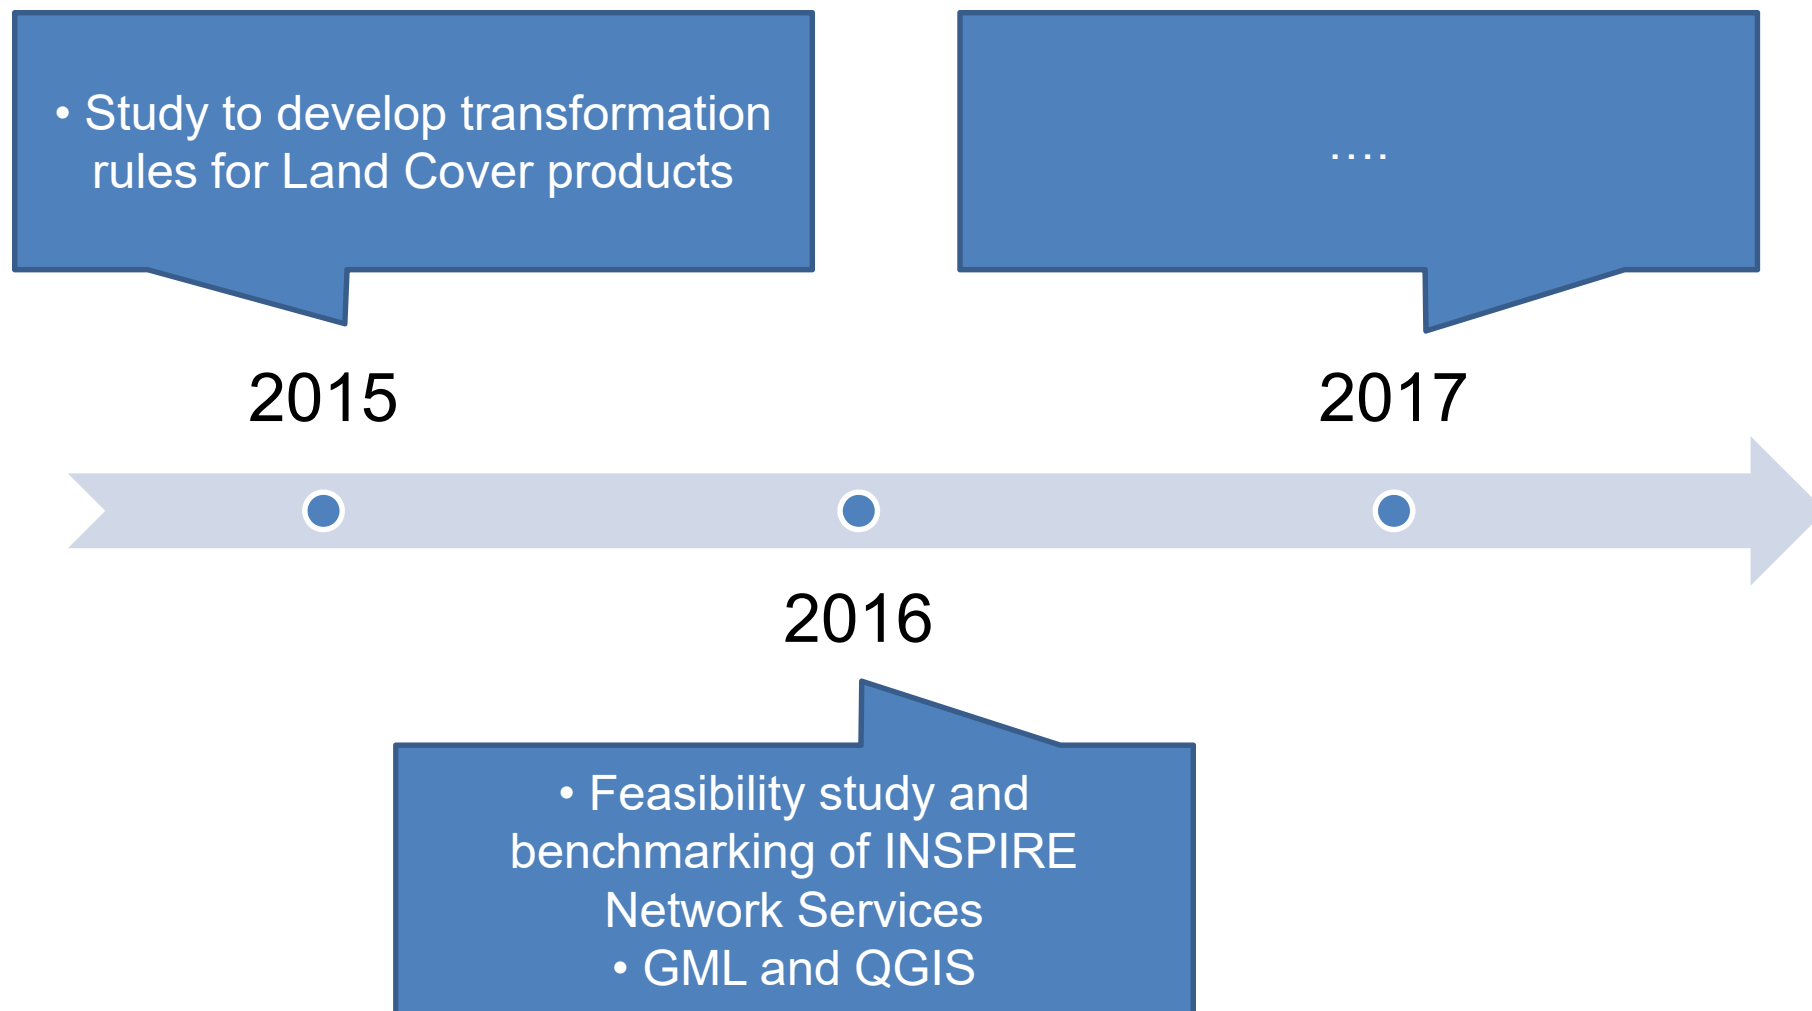 • Study to develop transformation
rules for Land Cover products
....
2015
2017
2016
• Feasibility study and
benchmarking of INSPIRE
Network Services
• GML and QGIS